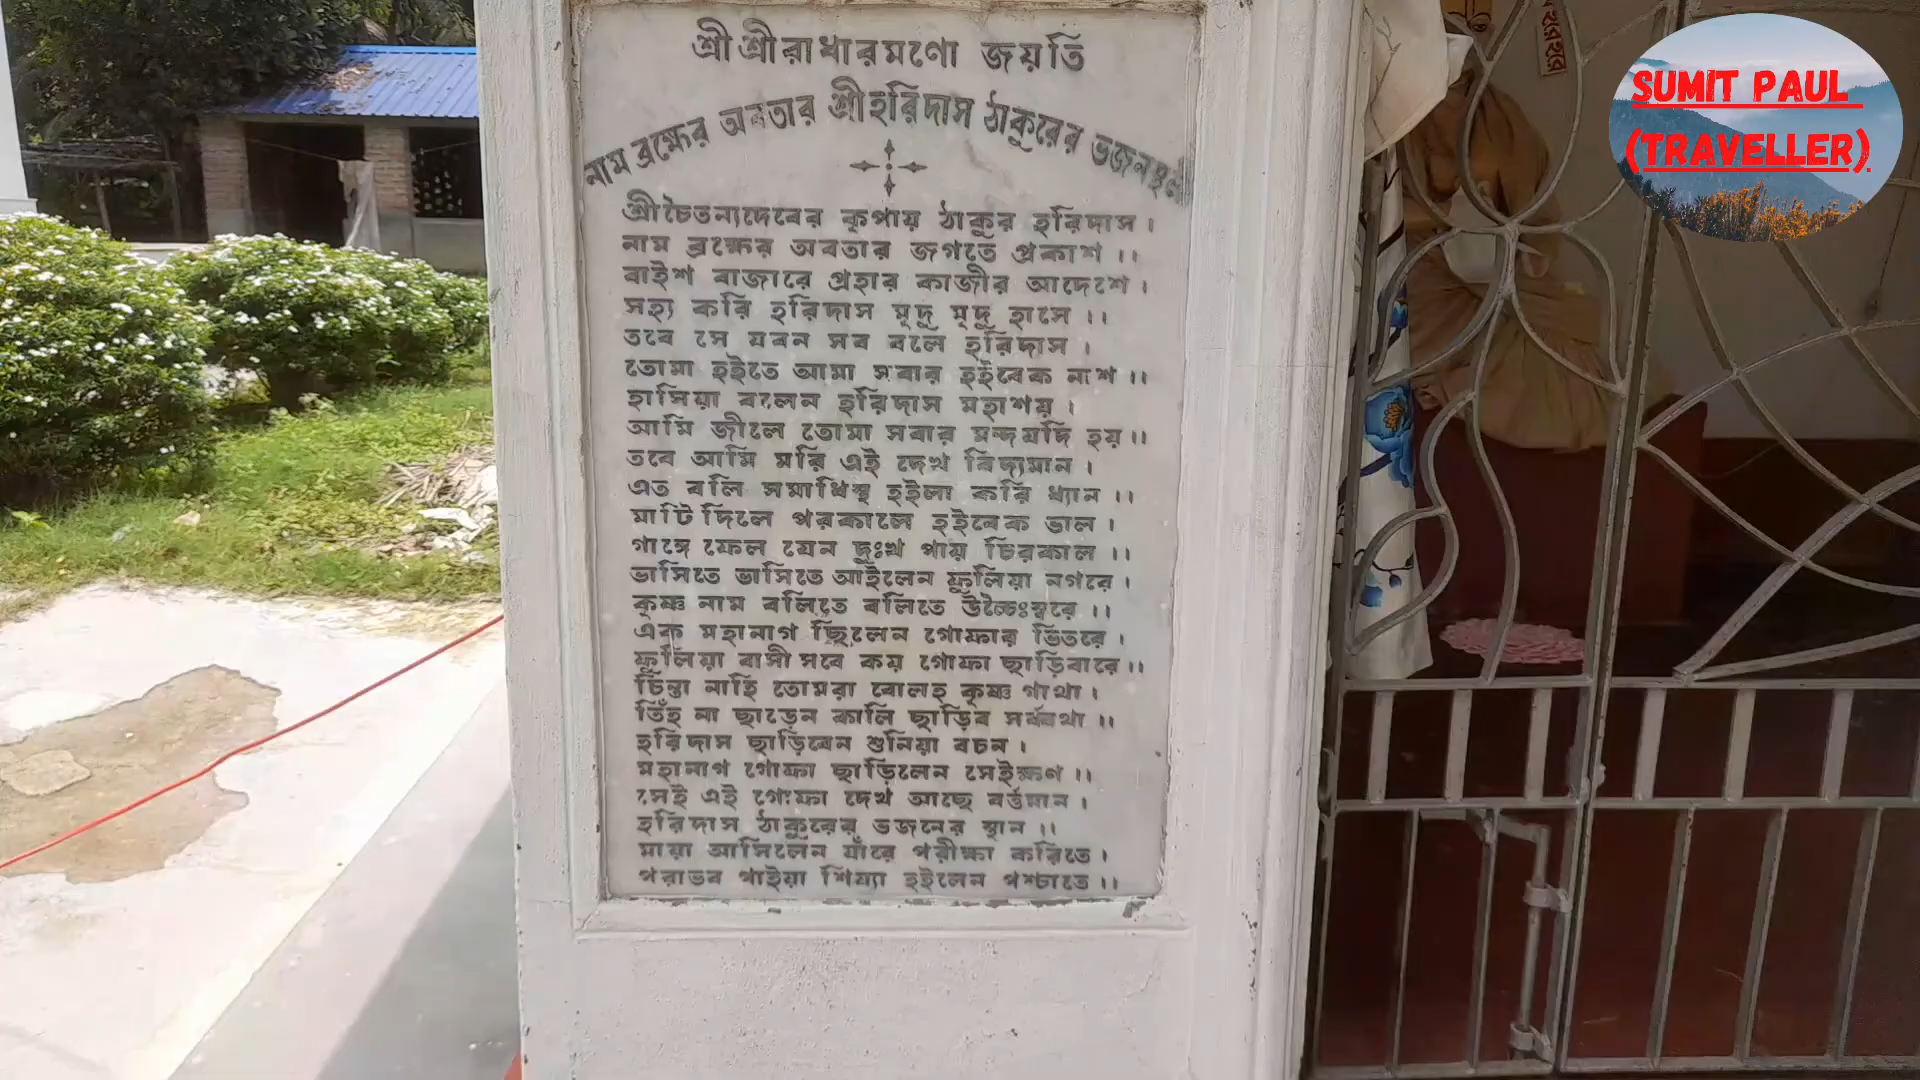 শ্রীশ্রীরাধারমণো জয়তি
নাম ব্রহ্মের অবতার শ্রীহরিদাস ঠাকুরের ভজনস্থলী
শ্রীচৈতন্যদেবের কৃপায় ঠাকুর হরিদাস।
নাম ব্রহ্মের অবতার জগতে প্রকাশ।।
বাইশ বাজারে প্রহার কাজীর আদেশে।
সহ্য করি হরিদাস মৃদু মৃদু হাসে।।
তবে সে যবন সব বলে হরিদাস।
তোমা হইতে আমা সবার হইবেক নাশ।।
হাসিয়া বলেন হরিদাস মহাশয়।
আমি জীলে তোমা সবার মন্দযদি হয়।।
তবে আমি মরি এই দেখ বিদ্যমান।
এত বলি সমাধিস্থ হইলা করি ধ্যান।।
মাটি দিলে পরকালে হইবেক ভাল।
গাঙ্গে ফেল যেন দুঃখ পায় চিরকাল।।
ভাসিতে ভাসিতে আইলেন ফুলিয়া নগরে।
কৃষ্ণ নাম বলিতে বলিতে উচ্চৈঃস্বরে।।
এক মহানাগ ছিলেন গোফার ভিতরে।
ফুলিয়া বাসী সবে কয় গোফা ছাড়িবারে।।
চিন্তা নাহি তোমরা বোলহ কৃষ্ণ গাথা।
তিঁহ না ছাড়েন কালি ছাড়িব সর্ব্বথা।।
হরিদাস ছাড়িবেন শুনিয়া বচন।
মহানাগ গোফা ছাড়িলেন সেইক্ষণ।।
সেই এই গোফা দেখ আছে বর্ত্তমান।
হরিদাস ঠাকুরের ভজনের স্থান।।
মায়া আসিলেন যাঁরে পরীক্ষা করিতে।
পরাভব পাইয়া শিষ্যা হইলেন পশ্চাতে।।
SUMIT PAUL
(TRAVELLER).